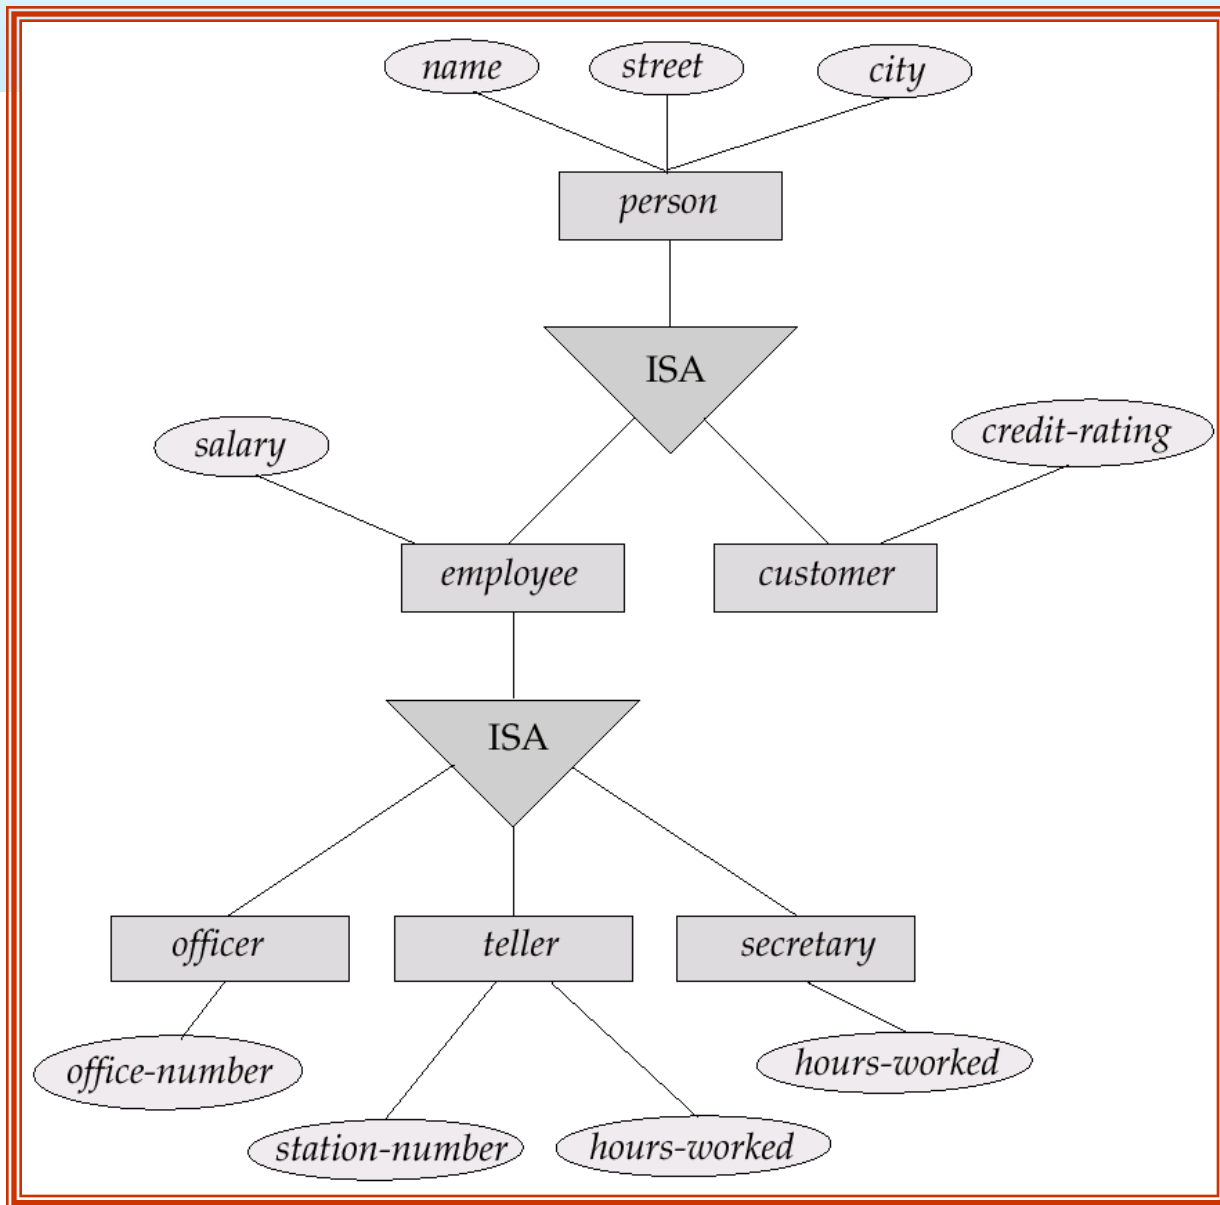 name
street
city
person
ISA
salary
credit-rating
employee
customer
ISA
officer
teller
secretary
office-number
hours-worked
station-number
hours-worked